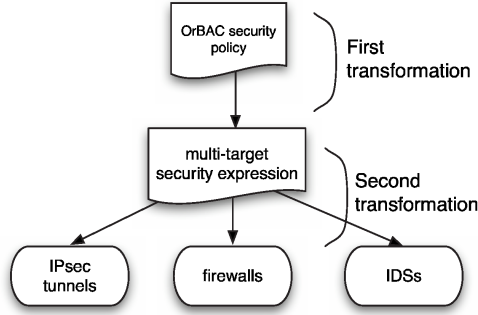 OrBAC security
policy
First
transformation
multi-target
security expression
Second
transformation
IPsec
tunnels
firewalls
IDSs